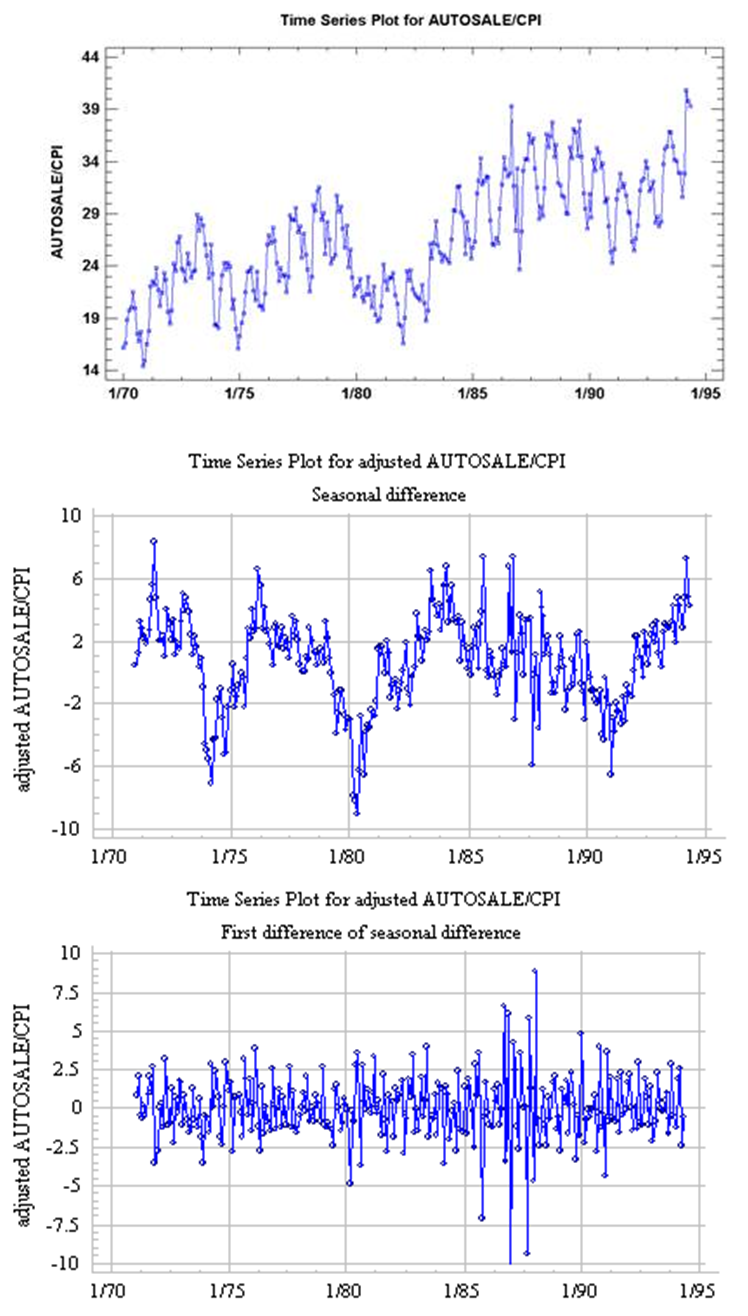 Time Series Plot for AUTOSALE/CPI
44
39
34
29
24
19
14
AUTOSALE/CPI
1/70 1/75 1/80 1/85 1/90 1/95
Time Series Plot for adjusted AUTOSALE/CPI
Seasonal difference
10
6
2
-2
-6
-10
adjusted AUTOSALE/CPI
1/70 1/75 1/80 1/85 1/90 1/95
Time Series Plot for adjusted AUTOSALE/CPI
First difference of seasonal difference
10
7.5
5
2.5
0
-2.5
-5
-7.5
-10
adjusted AUTOSALE/CPI
1/70 1/75 1/80 1/85 1/90 1/95